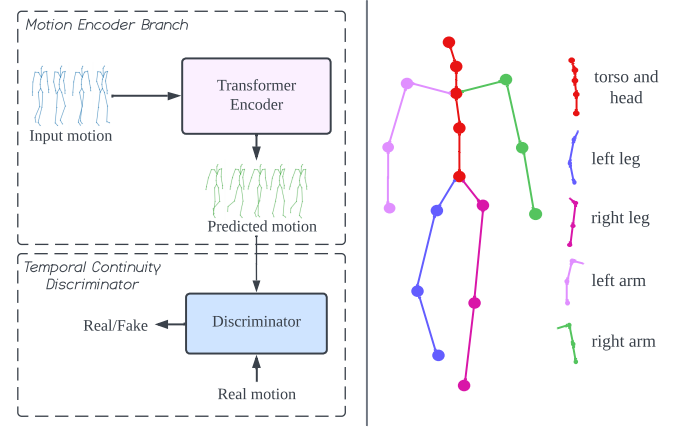 Motion Encoder Branch
Transformer
Encoder
Input motion
Predicted motion
Temporal Continuity
Discriminator
Discriminator
Real/Fake
Real motion
torso and
head
left leg
right leg
left arm
right arm